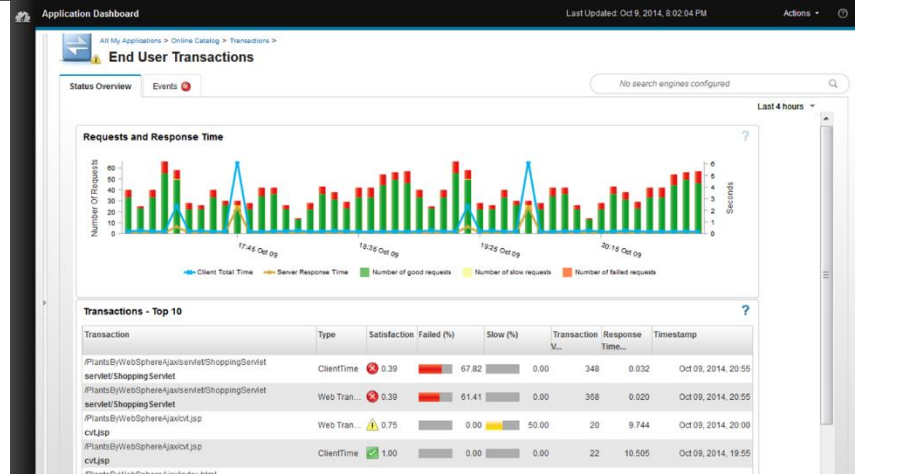 Application Dashboard
Last Updated: Oct 9, 2014, 8:02:04 PM
Actions
?
All My Applications > Online Catalog > Transactions >
End User Transactions
Status Overview
Events
No search engines configured
Last 4 hours
Requests and Response Time
?
Number Of Requests
60
50
40
30
20
10
0
6
5
4
3
2
1
0
Seconds
17:45 Oct 09
18:35 Oct 09
19:25 Oct 09
20:15 Oct 09
Client Total Time
Server Response Time
Number of good requests
Number of slow requests
Number of failed requests
Transactions - Top 10
?
Transaction Type Satisfaction Failed (%) Slow (%) Transaction V... Response Time... Timestamp
/PlantsByWebSphereAjax/servlet/ShoppingServlet
servlet/ShoppingServlet
ClientTime 0.39 67.82 0.00 348 0.032 Oct 09, 2014, 20:55
/PlantsByWebSphereAjax/servlet/ShoppingServlet
servlet/ShoppingServlet
Web Tran... 0.39 61.41 0.00 368 0.020 Oct 09, 2014, 20:55
/PlantsByWebSphereAjax/cvt.jsp
cvt.jsp
Web Tran... 0.75 0.00 50.00 20 9.744 Oct 09, 2014, 20:00
/PlantsByWebSphereAjax/cvt.jsp
cvt.jsp
ClientTime 1.00 0.00 0.00 22 10.505 Oct 09, 2014, 19:55